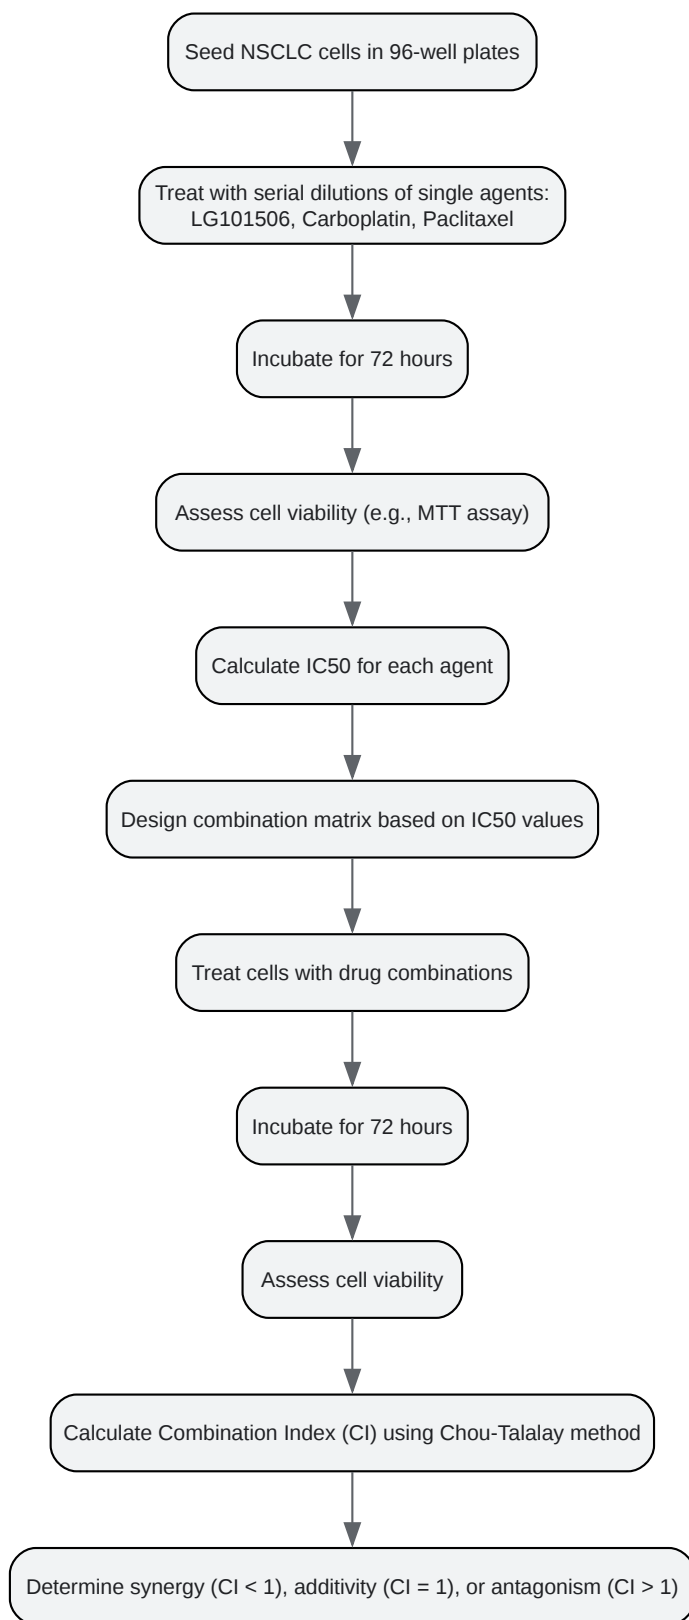 Seed NSCLC cells in 96-well plates
Treat with serial dilutions of single agents:
LG101506, Carboplatin, Paclitaxel
Incubate for 72 hours
Assess cell viability (e.g., MTT assay)
Calculate IC50 for each agent
Design combination matrix based on IC50 values
Treat cells with drug combinations
Incubate for 72 hours
Assess cell viability
Calculate Combination Index (CI) using Chou-Talalay method
Determine synergy (CI < 1), additivity (CI = 1), or antagonism (CI > 1)